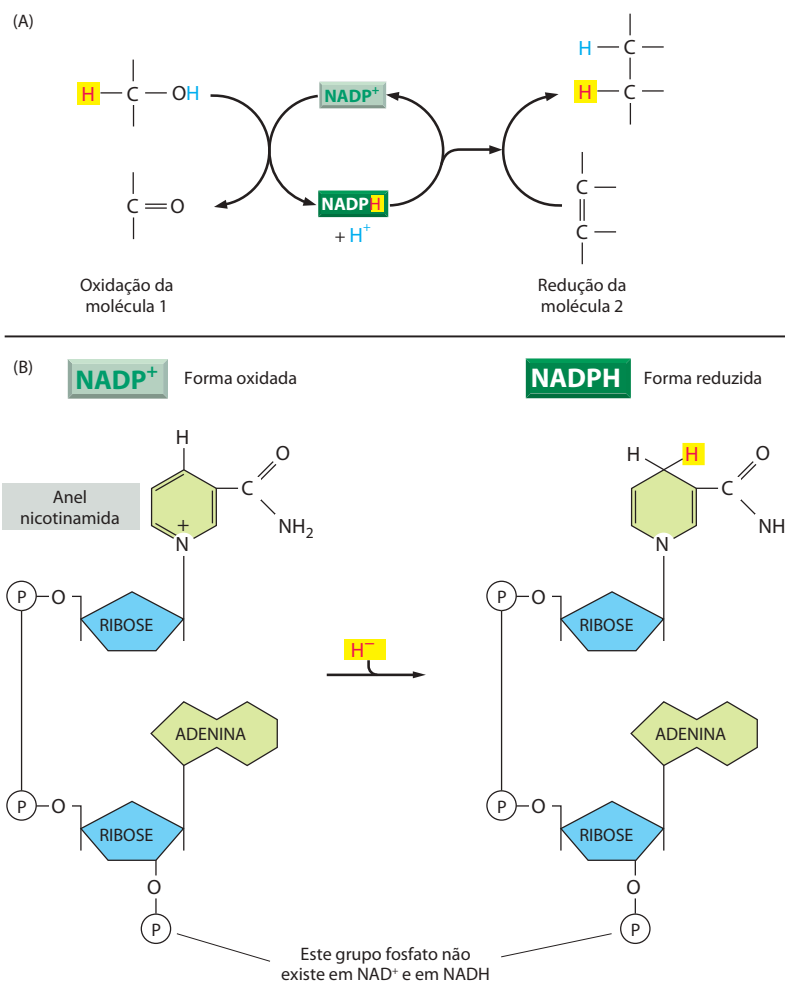 (A)
H
C
H
C
OH
NADP+
H
C
C
O
NADPH
+ H+
C
C
Oxidação da
molécula 1
Redução da
molécula 2
(B)
NADP+
Forma oxidada
NADPH
Forma reduzida
H
O
C
NH2
Anel
nicotinamida
+
N
H
H
O
C
NH
N
P
O
RIBOSE
P
O
RIBOSE
H−
ADENINA
ADENINA
P
O
RIBOSE
P
O
RIBOSE
O
O
P
P
Este grupo fosfato não
existe em NAD+ e em NADH